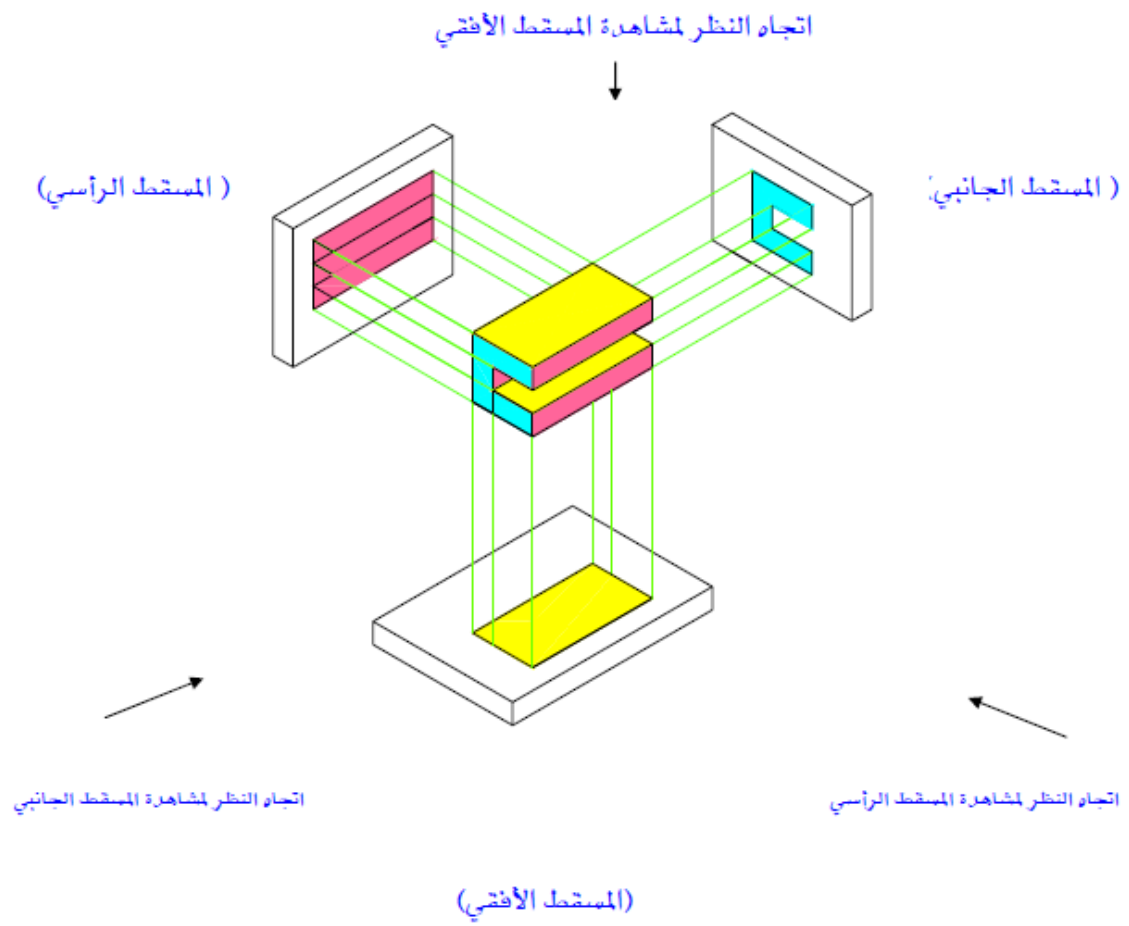 اتجاه النظر لمشاهدة المسقط الأفقي
( المسقط الجانبي)
( المسقط الرأسي)
اتجاه النظر لمشاهدة المسقط الرأسي
اتجاه النظر لمشاهدة المسقط الجانبي
(المسقط الأفقي)